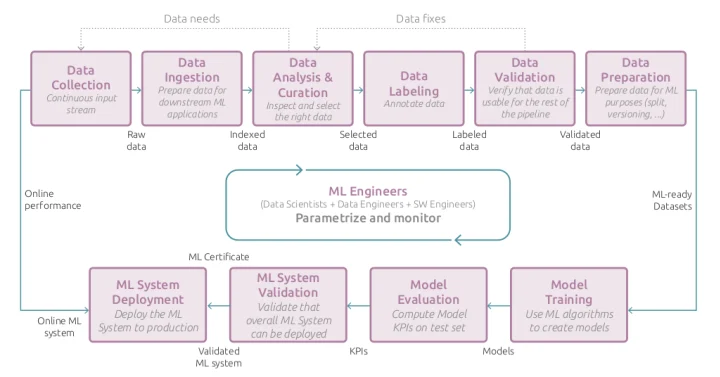 Data needs
Data fixes
Data
Collection
Continuous input
stream
Data
Ingestion
Prepare data for
downstream ML
applications
Data
Analysis &
Curation
Inspect and select
the right data
Data
Labeling
Annotate data
Data
Validation
Verify that data is
usable for the rest of
the pipeline
Data
Preparation
Prepare data for ML
purposes (split,
versioning, ...)
Raw
data
Indexed
data
Selected
data
Labeled
data
Validated
data
Online
performance
ML Engineers
(Data Scientists + Data Engineers + SW Engineers)
Parametrize and monitor
ML-ready
Datasets
ML Certificate
ML System
Deployment
Deploy the ML
System to production
ML System
Validation
Validate that
overall ML System
can be deployed
Model
Evaluation
Compute Model
KPIs on test set
Model
Training
Use ML algorithms
to create models
Online ML
system
Validated
ML system
KPIs
Models